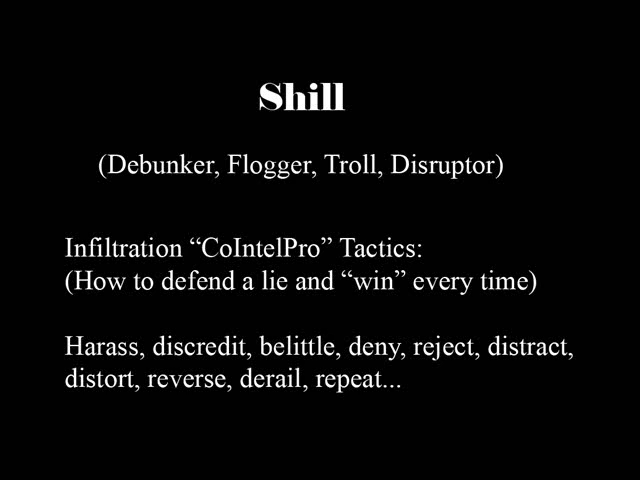 Shill
(Debunker, Flogger, Troll, Disruptor)
Infiltration “CoIntelPro” Tactics:
(How to defend a lie and “win” every time)
Harass, discredit, belittle, deny, reject, distract,
distort, reverse, derail, repeat...